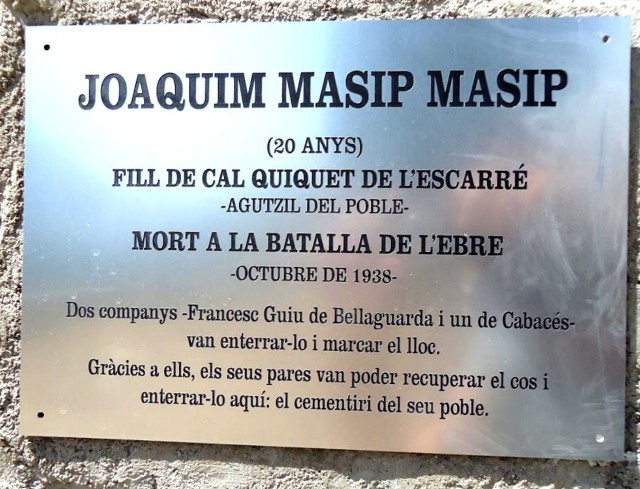 JOAQUIM MASIP MASIP
(20 ANYS)
FILL DE CAL QUIQUET DE L'ESCARRÉ
-AGUTZIL DEL POBLE-
MORT A LA BATALLA DE L'EBRE
-OCTUBRE DE 1938-
Dos companys -Francesc Guiu de Bellaguarda i un de Cabacés-
van enterrar-lo i marcar el lloc.
Gràcies a ells, els seus pares van poder recuperar el cos i
enterrar-lo aquí: el cementiri del seu poble.